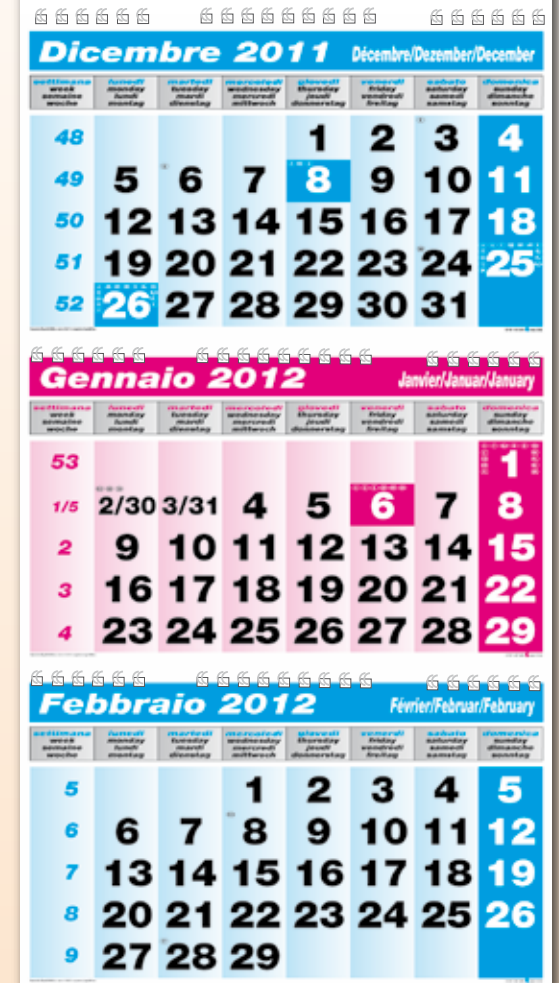 Dicembre 2011 Décembre/Dezember/December
settimana lunedì martedì mercoledì giovedì venerdì sabato domenica
week monday tuesday wednesday thursday friday saturday sunday
semaine lundi mardi mercredi jeudi vendredi samedi dimanche
woche montag dienstag mittwoch donnerstag freitag samstag sonntag
48 1 2 3 4
49 5 6 7 8 9 10 11
50 12 13 14 15 16 17 18
51 19 20 21 22 23 24 25
52 26 27 28 29 30 31
Gennaio 2012 Janvier/Januar/January
settimana lunedì martedì mercoledì giovedì venerdì sabato domenica
week monday tuesday wednesday thursday friday saturday sunday
semaine lundi mardi mercredi jeudi vendredi samedi dimanche
woche montag dienstag mittwoch donnerstag freitag samstag sonntag
53 1
1/5 2/30 3/31 4 5 6 7 8
2 9 10 11 12 13 14 15
3 16 17 18 19 20 21 22
4 23 24 25 26 27 28 29
Febbraio 2012 Février/Februar/February
settimana lunedì martedì mercoledì giovedì venerdì sabato domenica
week monday tuesday wednesday thursday friday saturday sunday
semaine lundi mardi mercredi jeudi vendredi samedi dimanche
woche montag dienstag mittwoch donnerstag freitag samstag sonntag
5 1 2 3 4 5
6 6 7 8 9 10 11 12
7 13 14 15 16 17 18 19
8 20 21 22 23 24 25 26
9 27 28 29